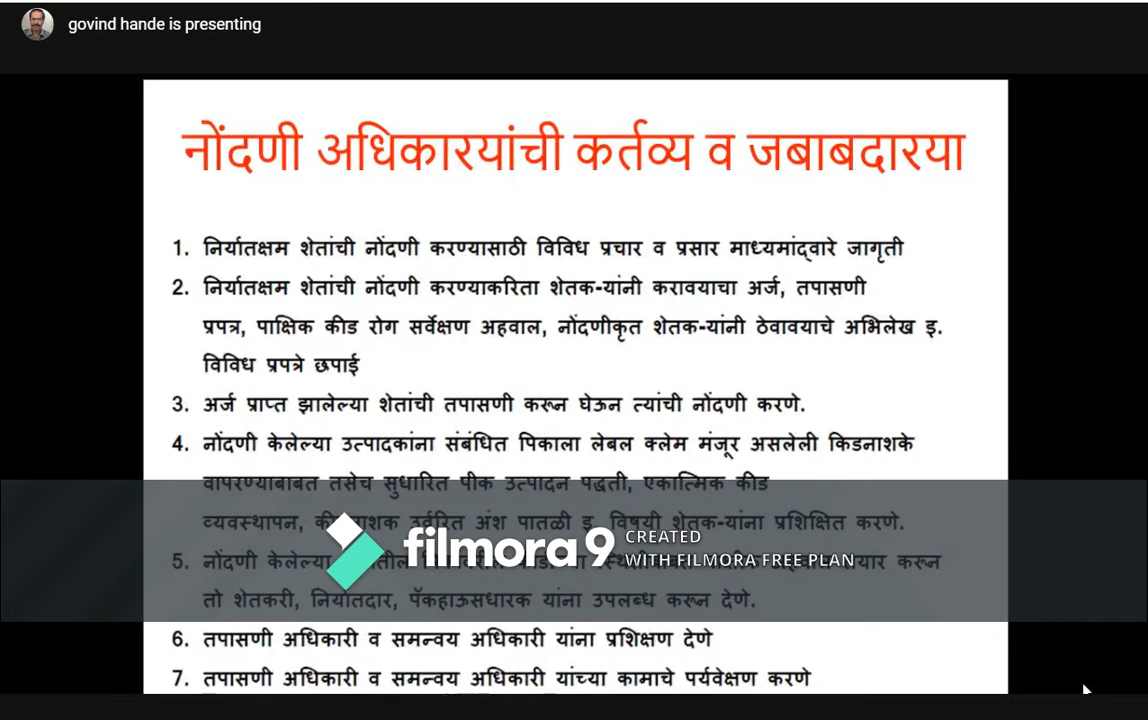 govind hande is presenting
नोंदणी अधिकारयांची कर्तव्य व जबाबदारया
1. निर्यातक्षम शेतांची नोंदणी करण्यासाठी विविध प्रचार व प्रसार माध्यमांद्वारे जागृती
2. निर्यातक्षम शेतांची नोंदणी करण्याकरिता शेतक-यांनी करावयाचा अर्ज, तपासणी
प्रपत्र, पाक्षिक कीड रोग सर्वेक्षण अहवाल, नोंदणीकृत शेतक-यांनी ठेवावयाचे अभिलेख इ.
विविध प्रपत्रे छपाई
3. अर्ज प्राप्त झालेल्या शेतांची तपासणी करून घेऊन त्यांची नोंदणी करणे.
4. नोंदणी केलेल्या उत्पादकांना संबंधित पिकाला लेबल क्लेम मंजूर असलेली किडनाशके
वापरण्याबाबत तसेच सुधारित पीक उत्पादन पद्धती, एकात्मिक कीड
व्यवस्थापन, उर्वरित अंश पातळी इ. विषयी शेतक-यांना प्रशिक्षित करणे.
5. नोंदणी केलेल्या करून
तो शेतकरी, निर्यातदार, पॅकहाऊसधारक यांना उपलब्ध करून देणे.
filmora9 CREATED
WITH FILMORA FREE PLAN
6. तपासणी अधिकारी व समन्वय अधिकारी यांना प्रशिक्षण देणे
7. तपासणी अधिकारी व समन्वय अधिकारी यांच्या कामाचे पर्यवेक्षण करणे